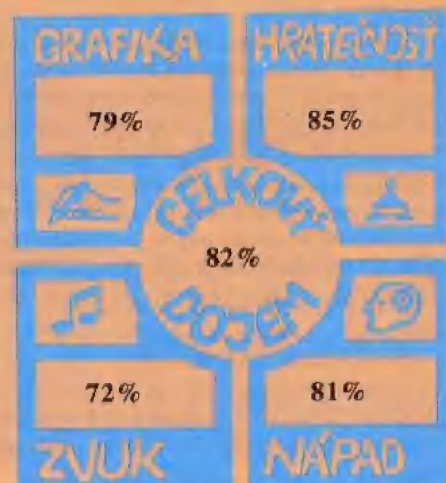 GRAFIKA HRATEĽNOSŤ
79% 85%
CELKOVÝ
82%
DOJEM
72% 81%
ZVUK NÁPAD